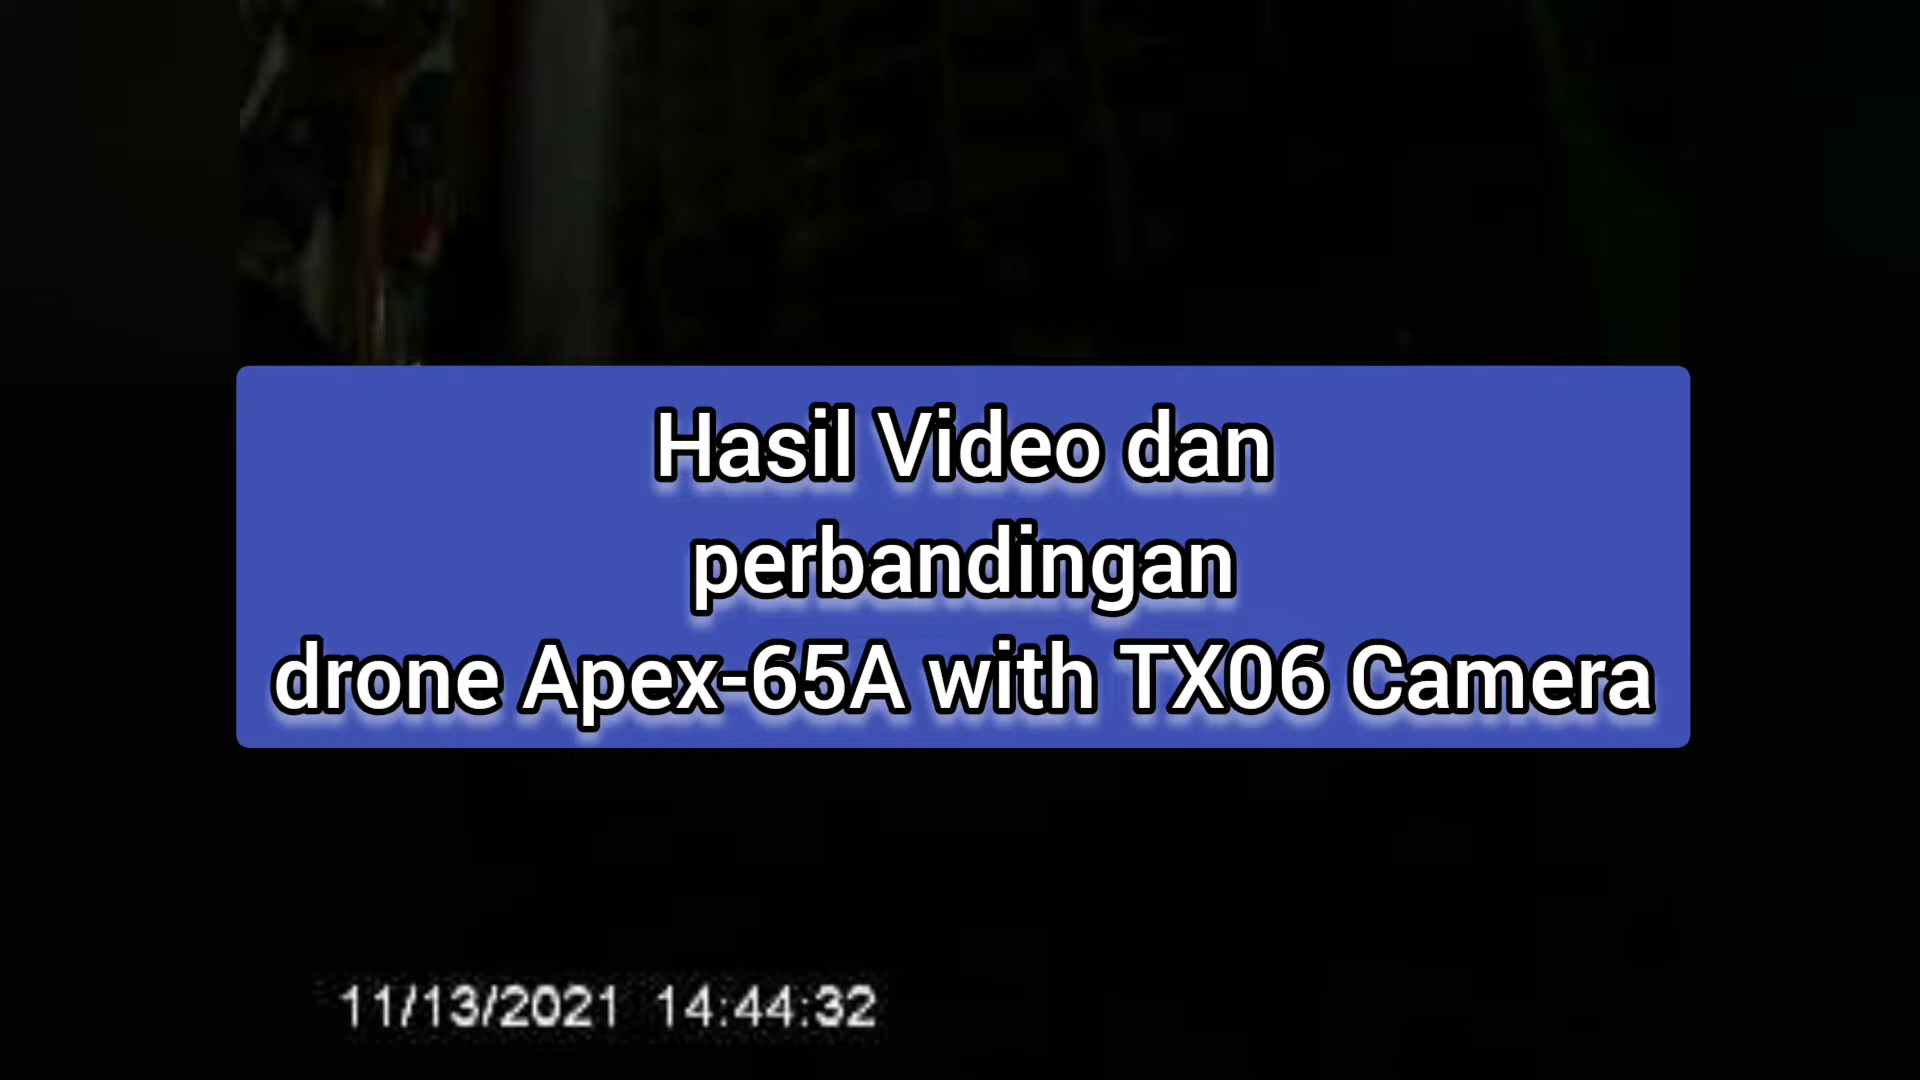 Hasil Video dan
perbandingan
drone Apex-65A with TX06 Camera
11/13/2021 14:44:32